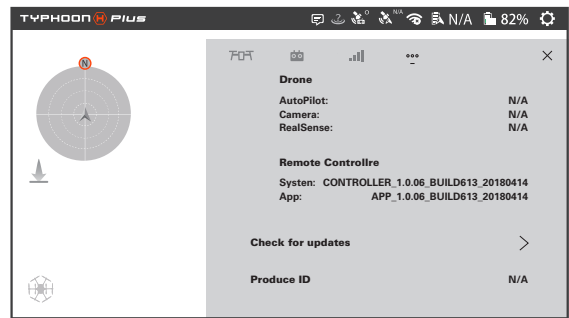 TYPHOON H PLUS 0 N/A N/A 82%
N
Drone
AutoPilot: N/A
Camera: N/A
RealSense: N/A
Remote Controllre
Systen: CONTROLLER_1.0.06_BUILD613_20180414
App: APP_1.0.06_BUILD613_20180414
Check for updates
Produce ID N/A